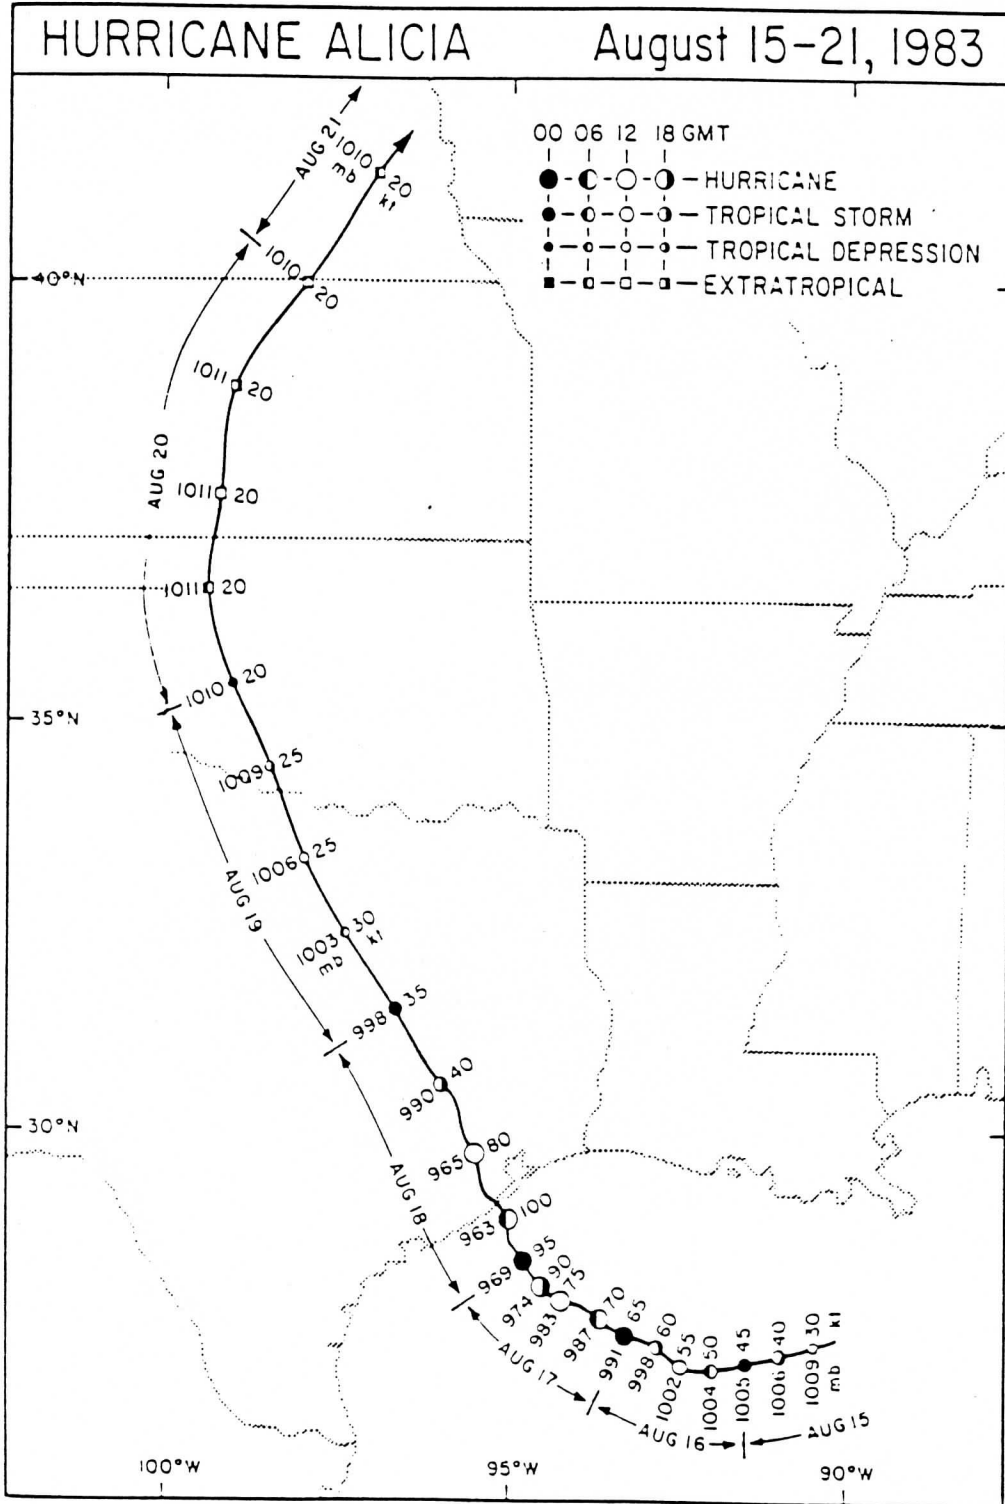 HURRICANE ALICIA August 15-21, 1983
00 06 12 18 GMT
HURRICANE
TROPICAL STORM
TROPICAL DEPRESSION
EXTRATROPICAL
AUG 21
1010 20
mb kt
1010 20
40°N
1011 20
AUG 20
1011 20
1011 20
1010 20
35°N
1009 25
1006 25
AUG 19
1003 30
mb kt
998 35
990 40
30°N
965 80
AUG 18
963 100
969 95
974 90
983 75
987 70
991 65
998 60
1002 55
1004 50
1005 45
1006 40
1009 30
mb kt
AUG 17
AUG 16
AUG 15
100°W 95°W 90°W